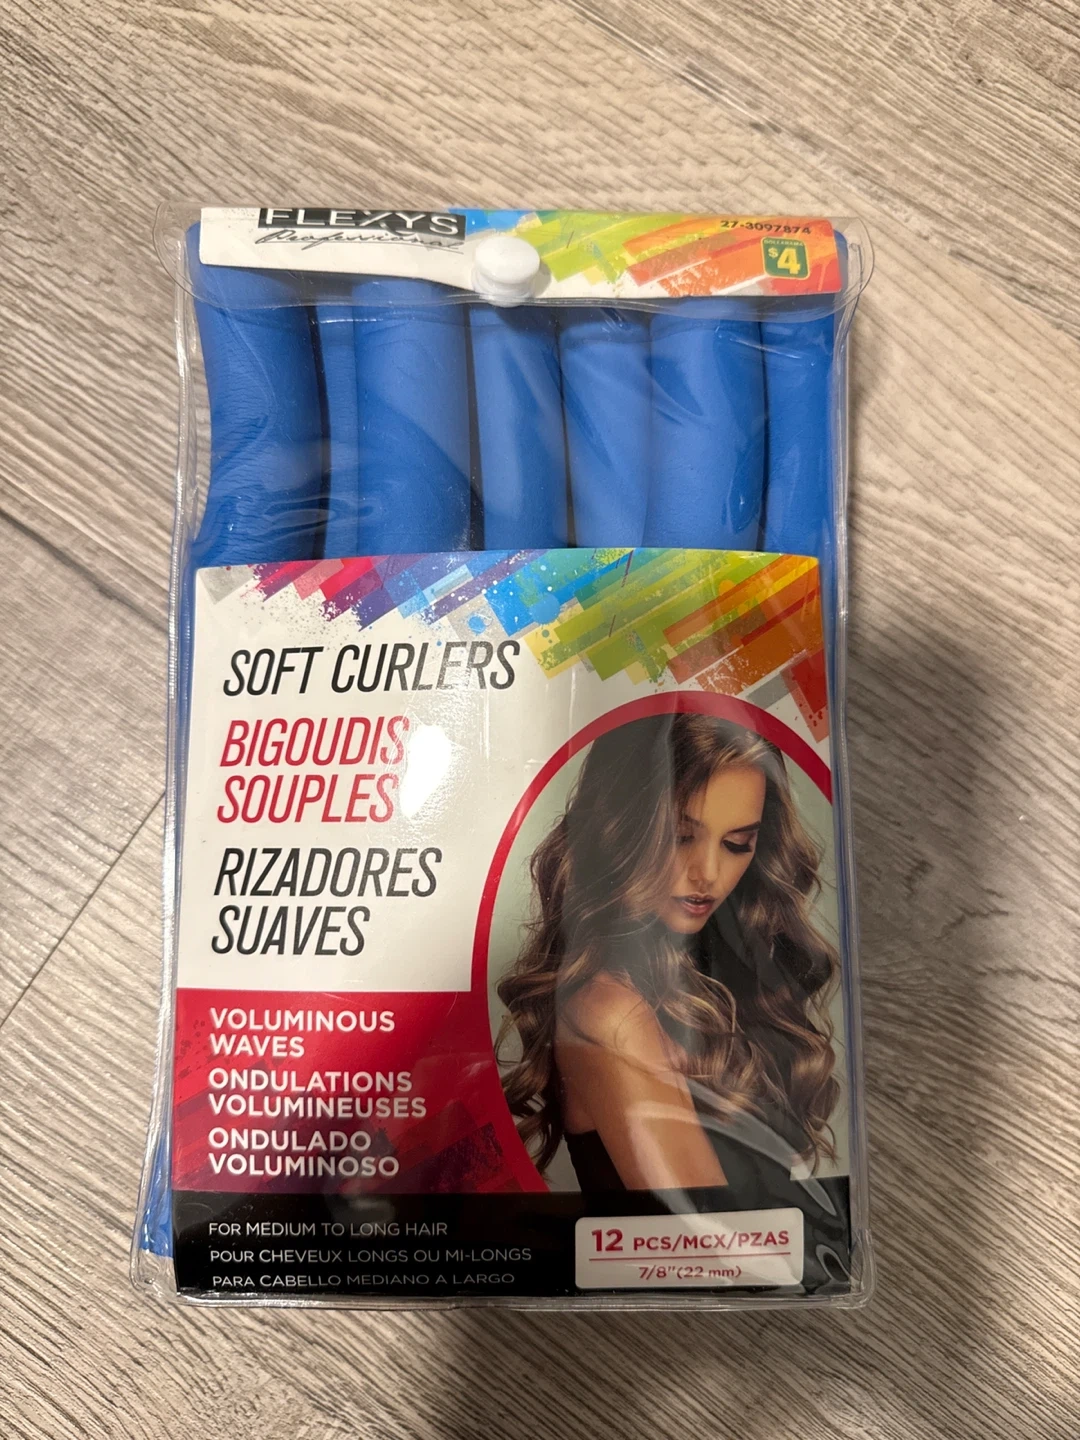 FLEXYS
Professional
27-3097874
DOLLARAMA
$4
SOFT CURLERS
BIGOUDIS
SOUPLES
RIZADORES
SUAVES
VOLUMINOUS
WAVES
ONDULATIONS
VOLUMINEUSES
ONDULADO
VOLUMINOSO
FOR MEDIUM TO LONG HAIR
POUR CHEVEUX LONGS OU MI-LONGS
PARA CABELLO MEDIANO A LARGO
12 PCS/MCX/PZAS
7/8" (22 mm)